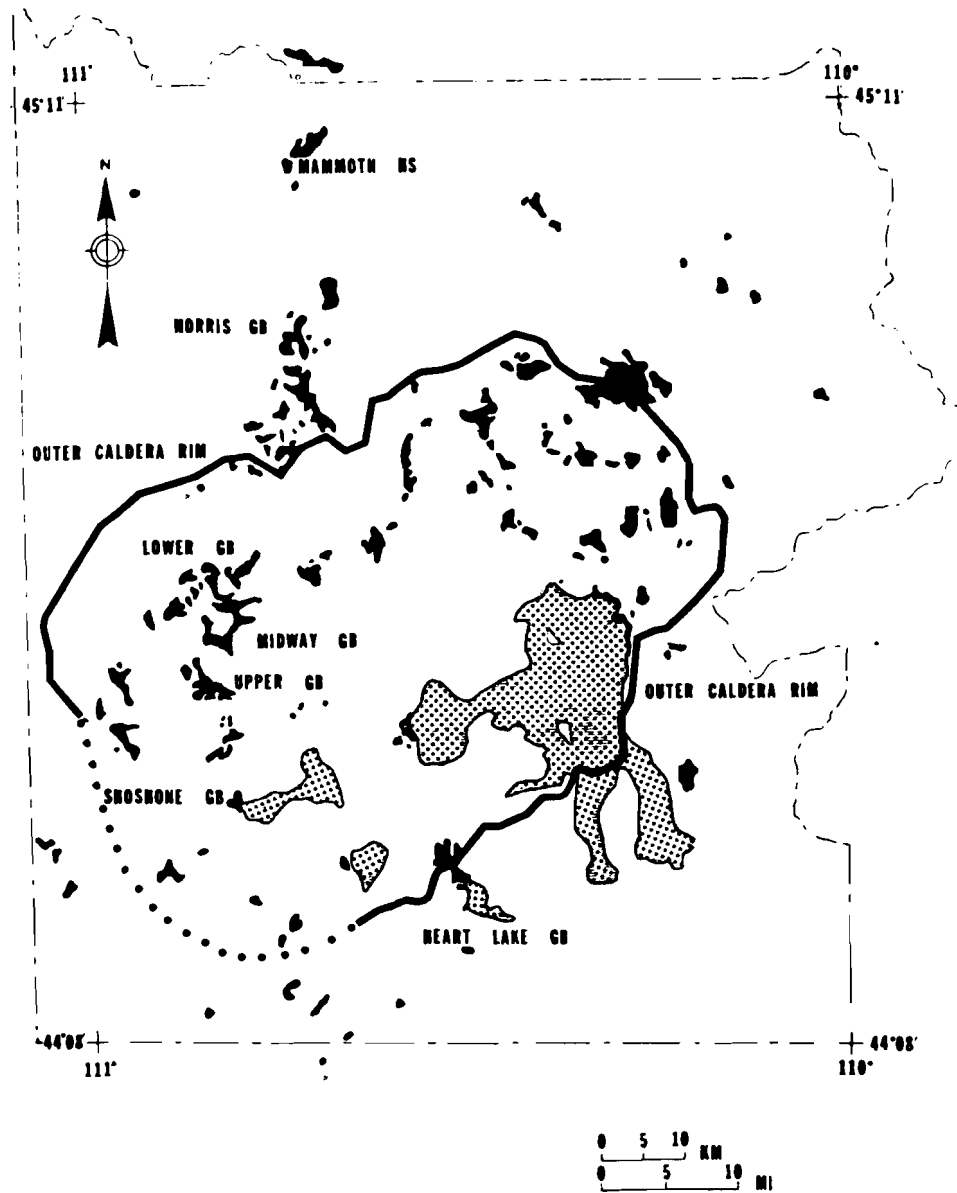 111° 110°
45°11' 45°11'
N
MAMMOTH HS
NORRIS GB
OUTER CALDERA RIM
LOWER GB
MIDWAY GB
UPPER GB
OUTER CALDERA RIM
SHOSHONE GB
HEART LAKE GB
44°08' 44°08'
111° 110°
0 5 10 KM
0 5 10 MI